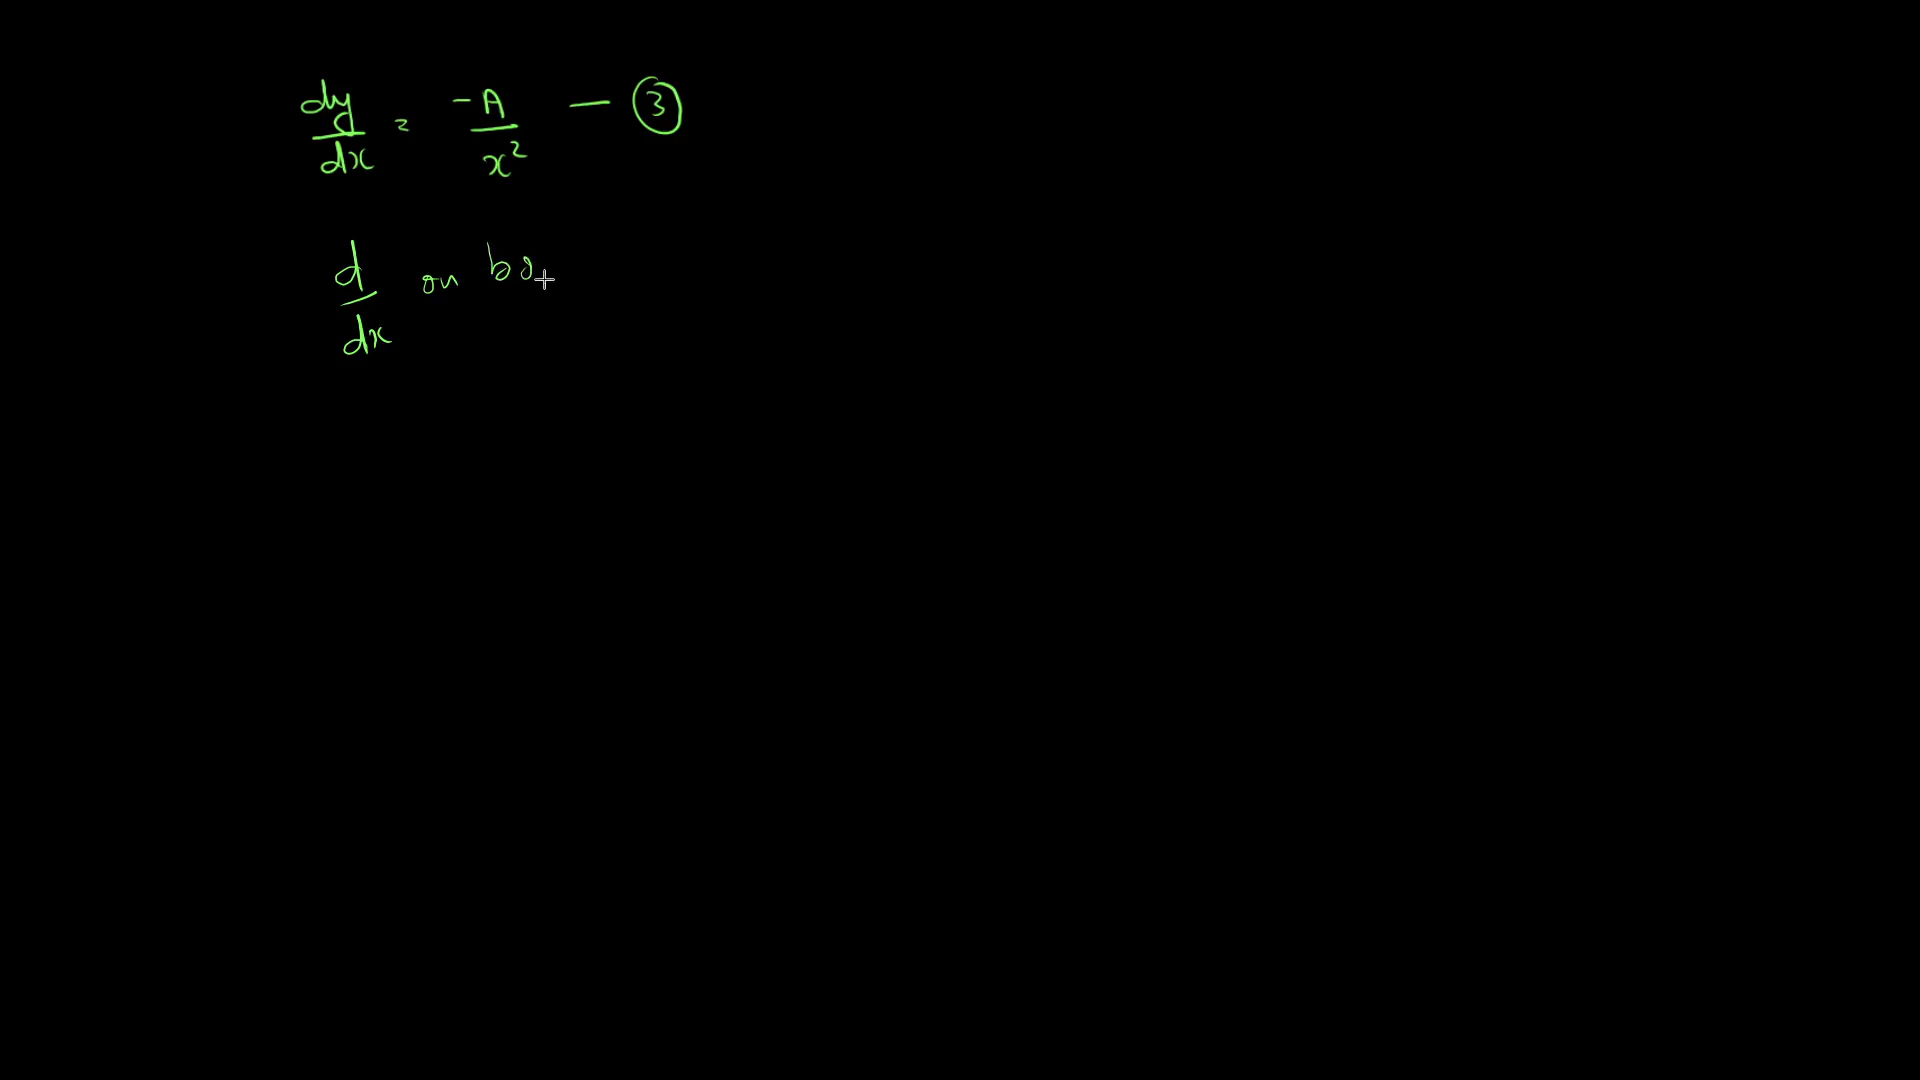 dy/dx = -A/x² — ③
d/dx on bo